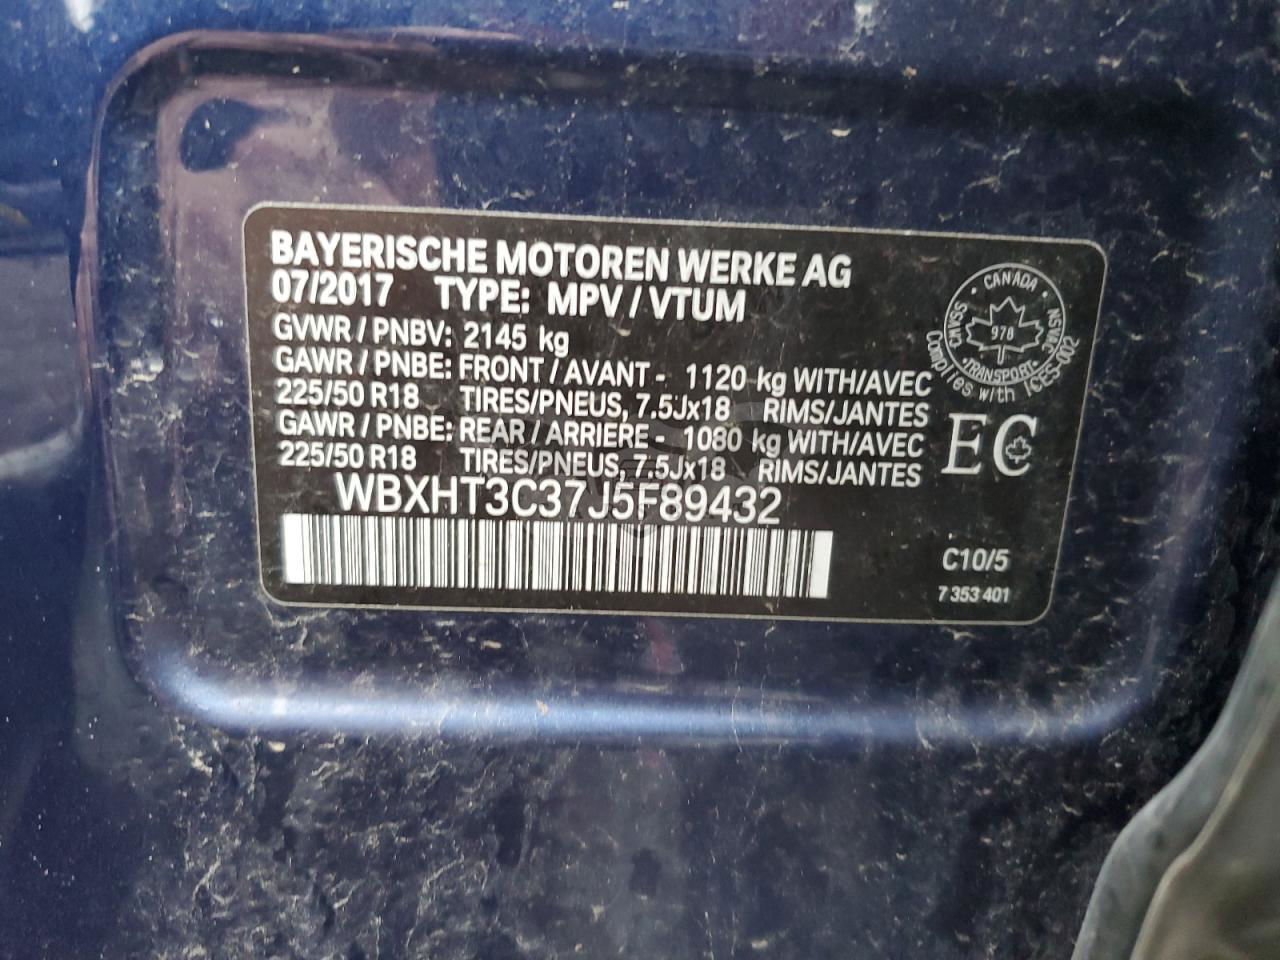 BAYERISCHE MOTOREN WERKE AG
07/2017 TYPE: MPV / VTUM
GVWR / PNBV: 2145 kg
GAWR / PNBE: FRONT / AVANT - 1120 kg WITH/AVEC
225/50 R18 TIRES/PNEUS, 7.5Jx18 RIMS/JANTES
GAWR / PNBE: REAR / ARRIERE - 1080 kg WITH/AVEC
225/50 R18 TIRES/PNEUS, 7.5Jx18 RIMS/JANTES
WBXHT3C37J5F89432
CANADA
CMVSS
NSVAC
978
TRANSPORT
Complies with ICES-002
EC
C10/5
7 353 401